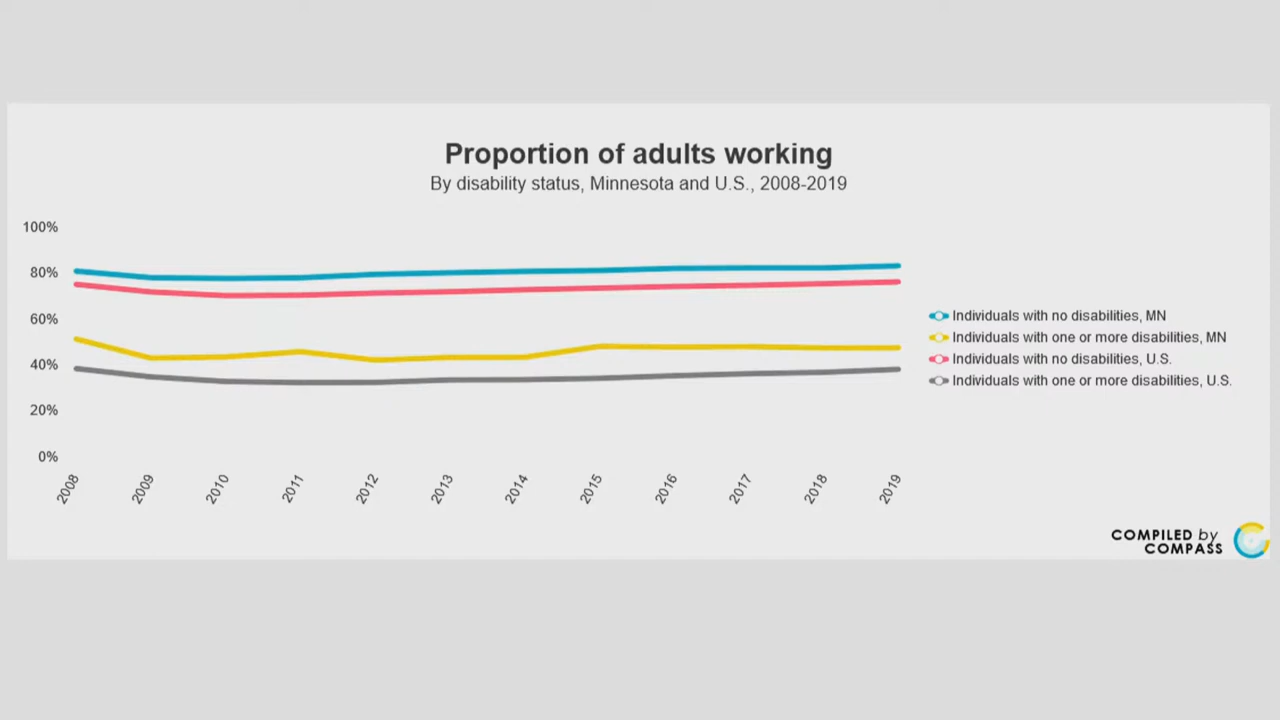 Proportion of adults working
By disability status, Minnesota and U.S., 2008-2019
100%
80%
60%
40%
20%
0%
2008
2009
2010
2011
2012
2013
2014
2015
2016
2017
2018
2019
Individuals with no disabilities, MN
Individuals with one or more disabilities, MN
Individuals with no disabilities, U.S.
Individuals with one or more disabilities, U.S.
COMPILED by
COMPASS